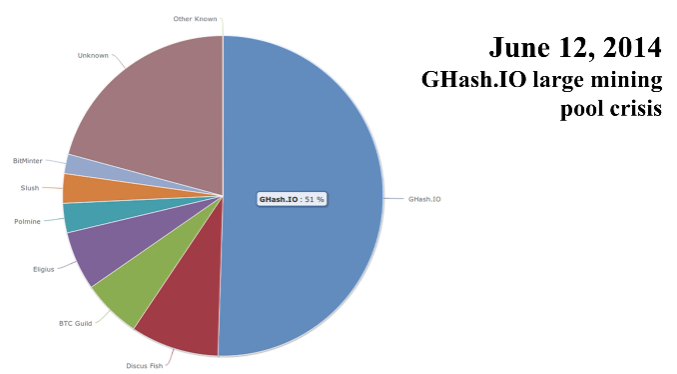 June 12, 2014
GHash.IO large mining
pool crisis
Other Known
Unknown
BitMinter
Slush
Polmine
Eligius
BTC Guild
Discus Fish
GHash.IO : 51 %
GHash.IO